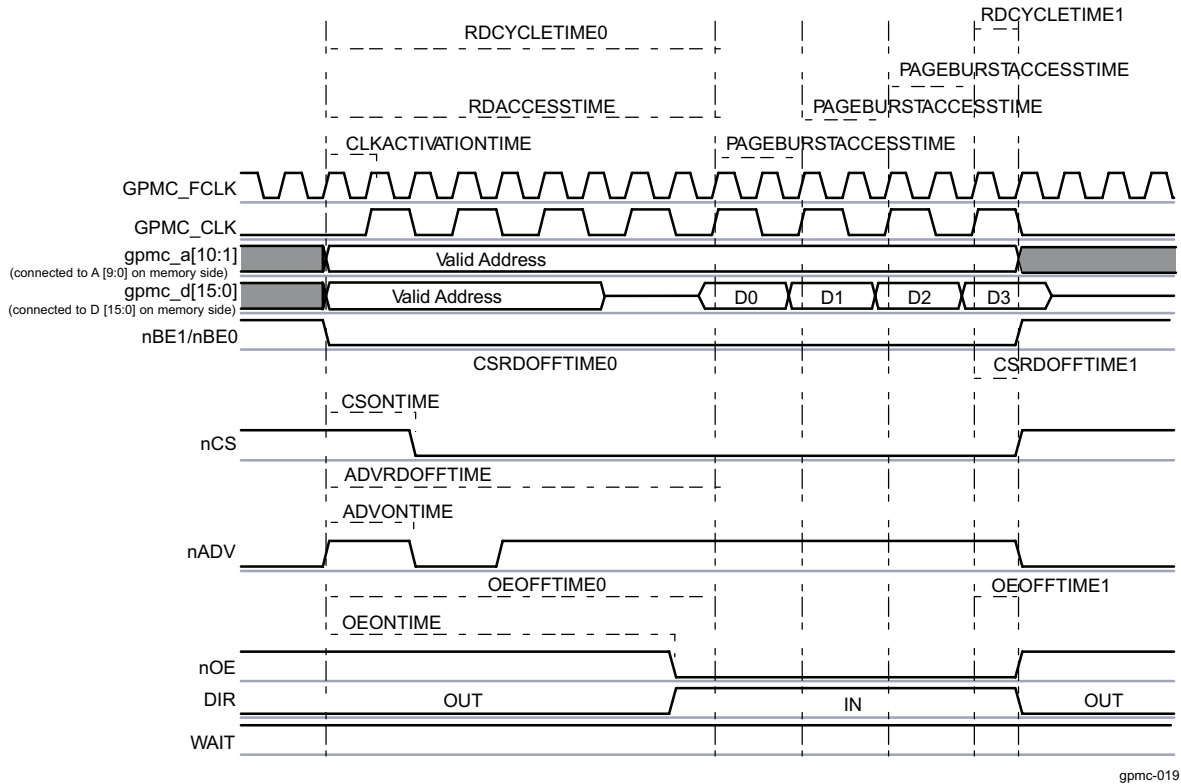 RDCYCLETIME1
RDCYCLETIME0
PAGEBURSTACCESSTIME
RDACCESSTIME
PAGEBURSTACCESSTIME
CLKACTIVATIONTIME
PAGEBURSTACCESSTIME
GPMC_FCLK
GPMC_CLK
gpmc_a[10:1]
(connected to A [9:0] on memory side)
Valid Address
gpmc_d[15:0]
(connected to D [15:0] on memory side)
Valid Address
D0
D1
D2
D3
nBE1/nBE0
CSRDOFFTIME0
CSRDOFFTIME1
CSONTIME
nCS
ADVRDOFFTIME
ADVONTIME
nADV
OEOFFTIME0
OEOFFTIME1
OEONTIME
nOE
DIR
OUT
IN
OUT
WAIT
gpmc-019